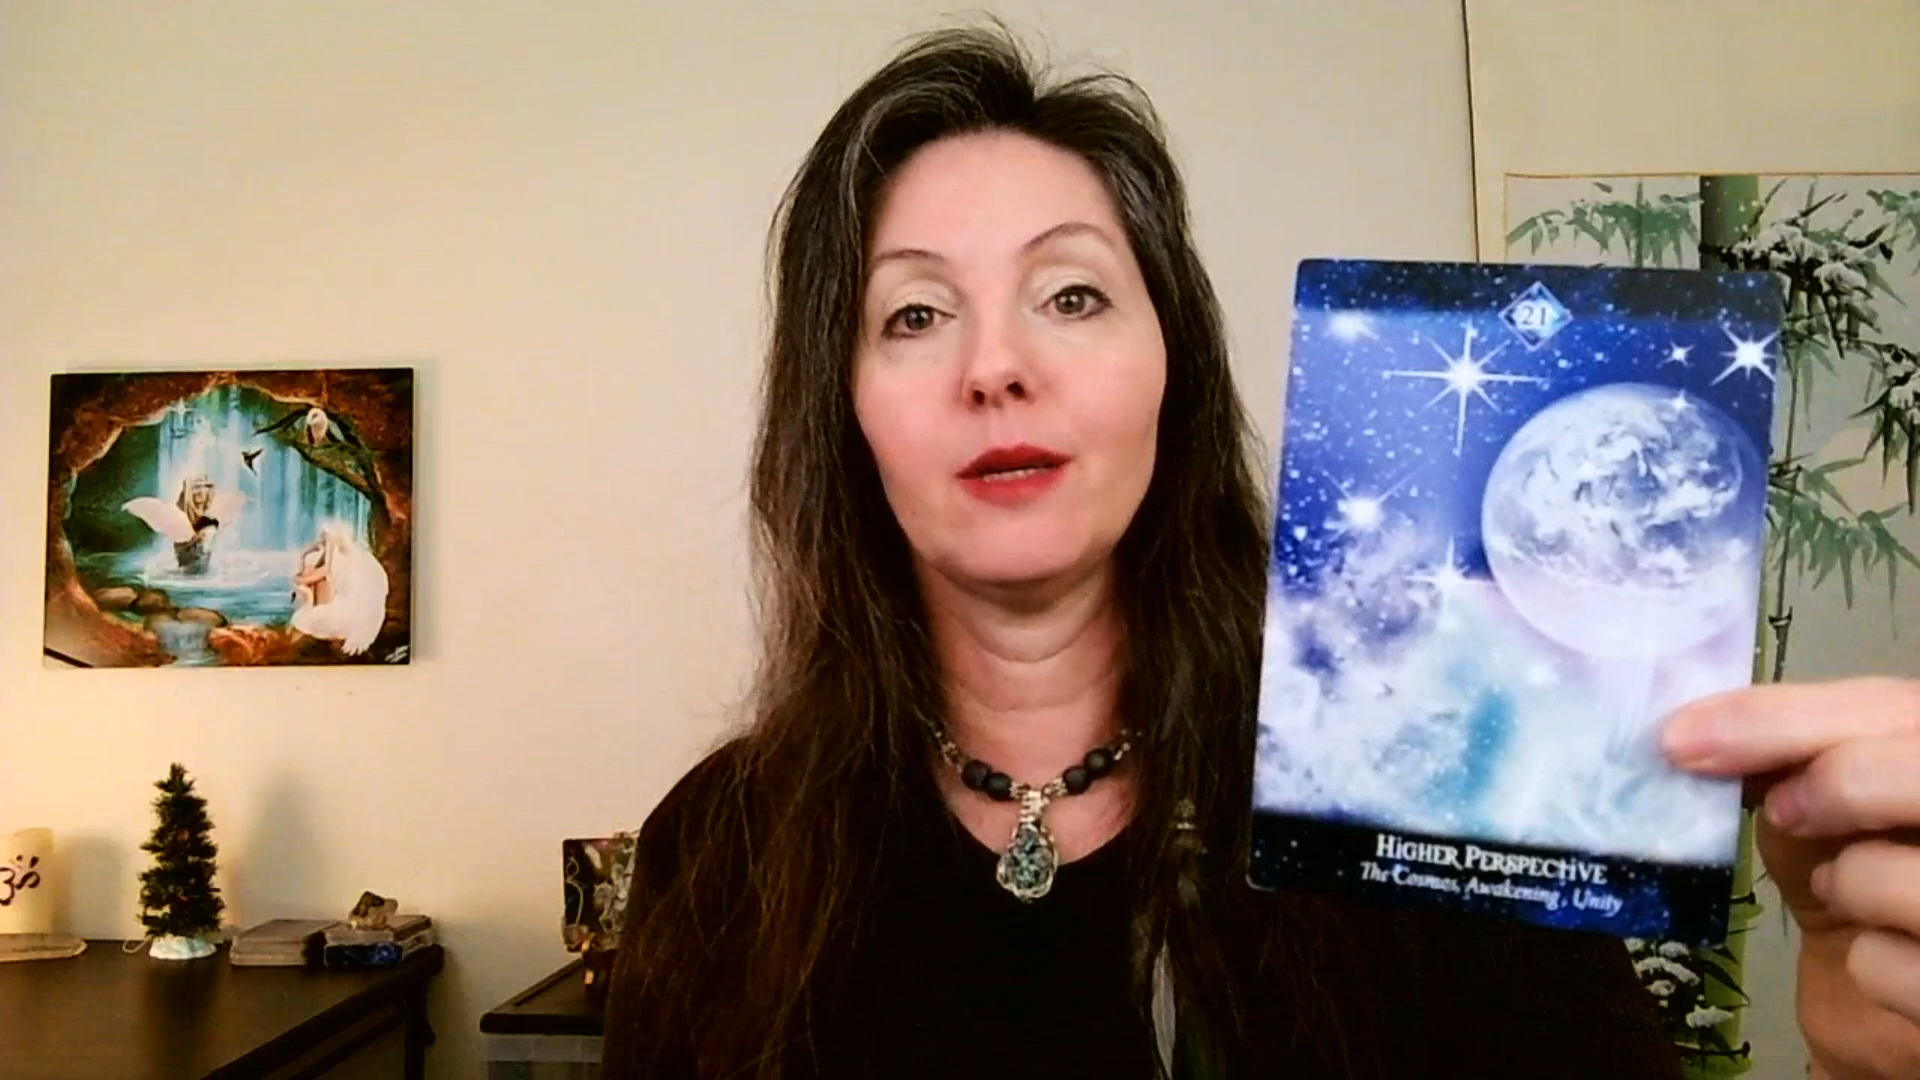 21
HIGHER PERSPECTIVE
The Cosmos, Awakening, Unity
ॐ